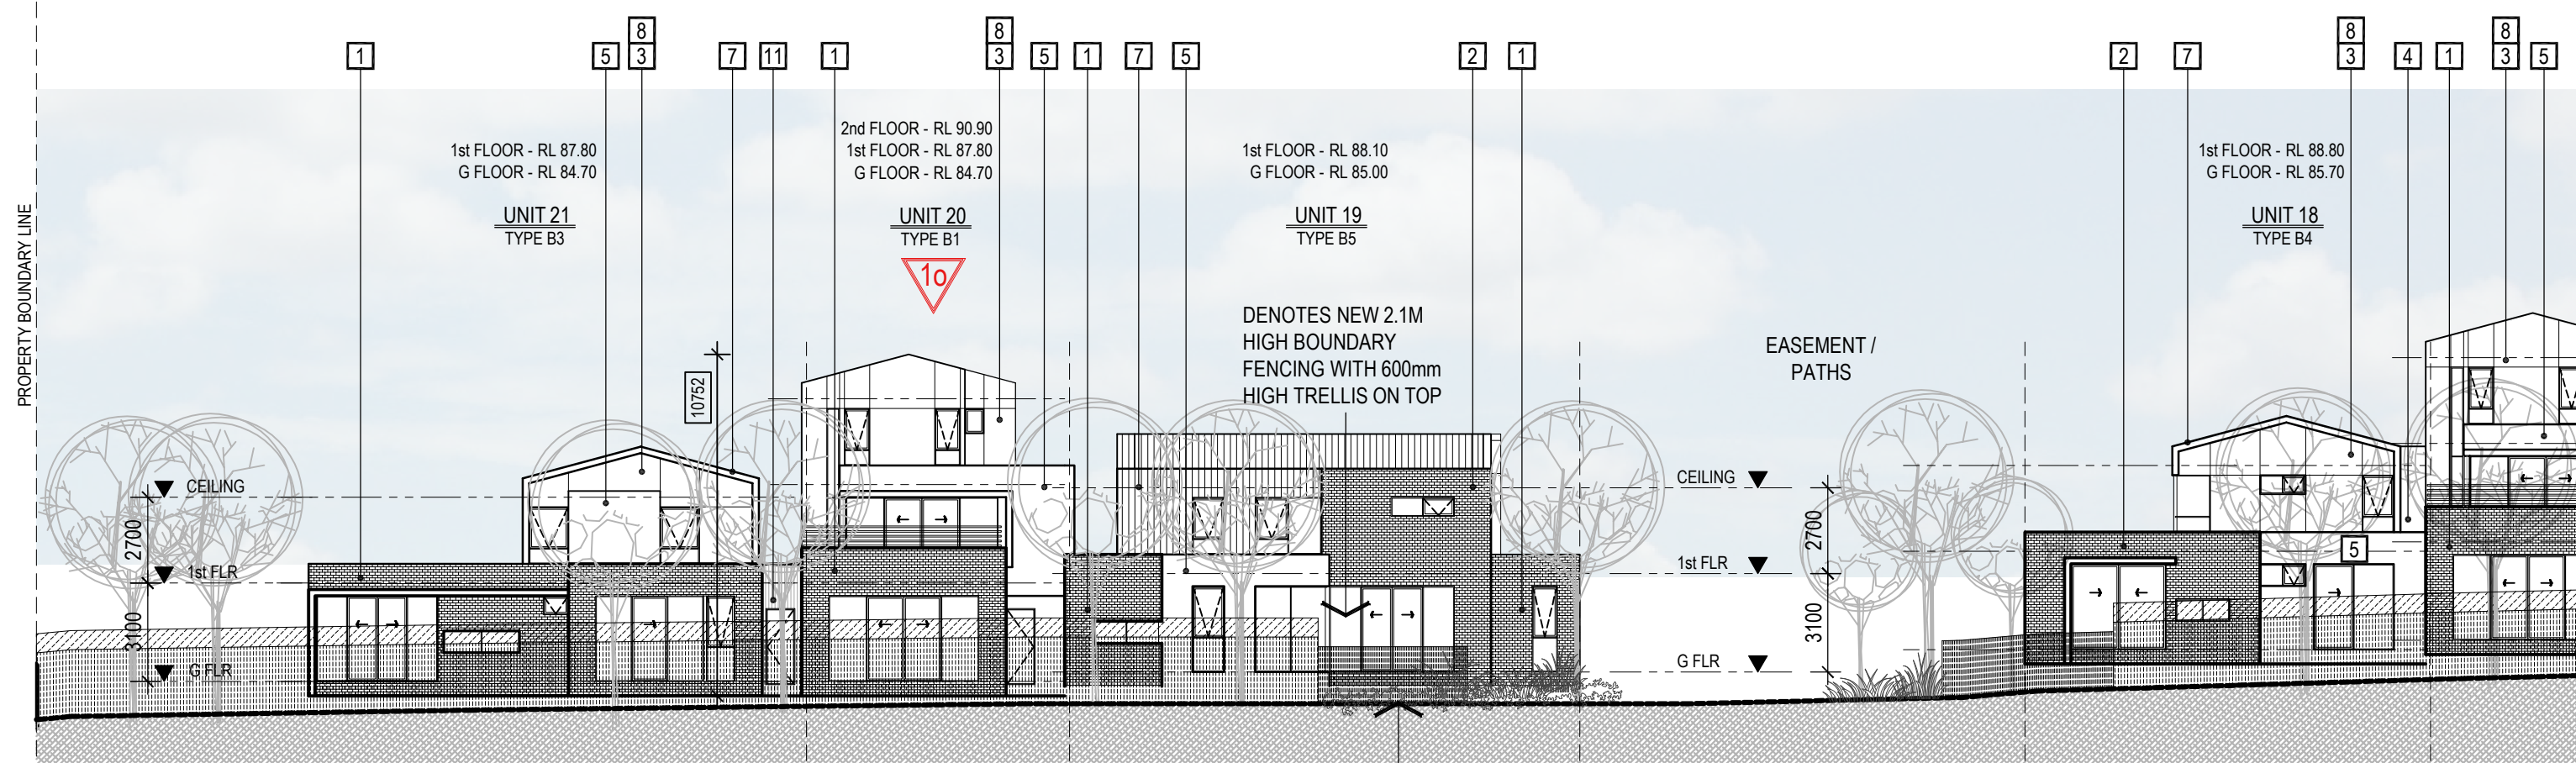 8
8
8
8
1
5
3
7
11
1
3
5
1
7
5
2
1
2
7
3
4
1
3
5
2nd FLOOR - RL 90.90
1st FLOOR - RL 87.80
1st FLOOR - RL 87.80
1st FLOOR - RL 88.10
1st FLOOR - RL 88.80
G FLOOR - RL 84.70
G FLOOR - RL 84.70
G FLOOR - RL 85.00
G FLOOR - RL 85.70
PROPERTY BOUNDARY LINE
UNIT 21
TYPE B3
UNIT 20
TYPE B1
UNIT 19
TYPE B5
UNIT 18
TYPE B4
1o
DENOTES NEW 2.1M
HIGH BOUNDARY
FENCING WITH 600mm
HIGH TRELLIS ON TOP
EASEMENT /
PATHS
10752
CEILING
2700
1st FLR
3100
G FLR
CEILING
2700
1st FLR
3100
G FLR
5